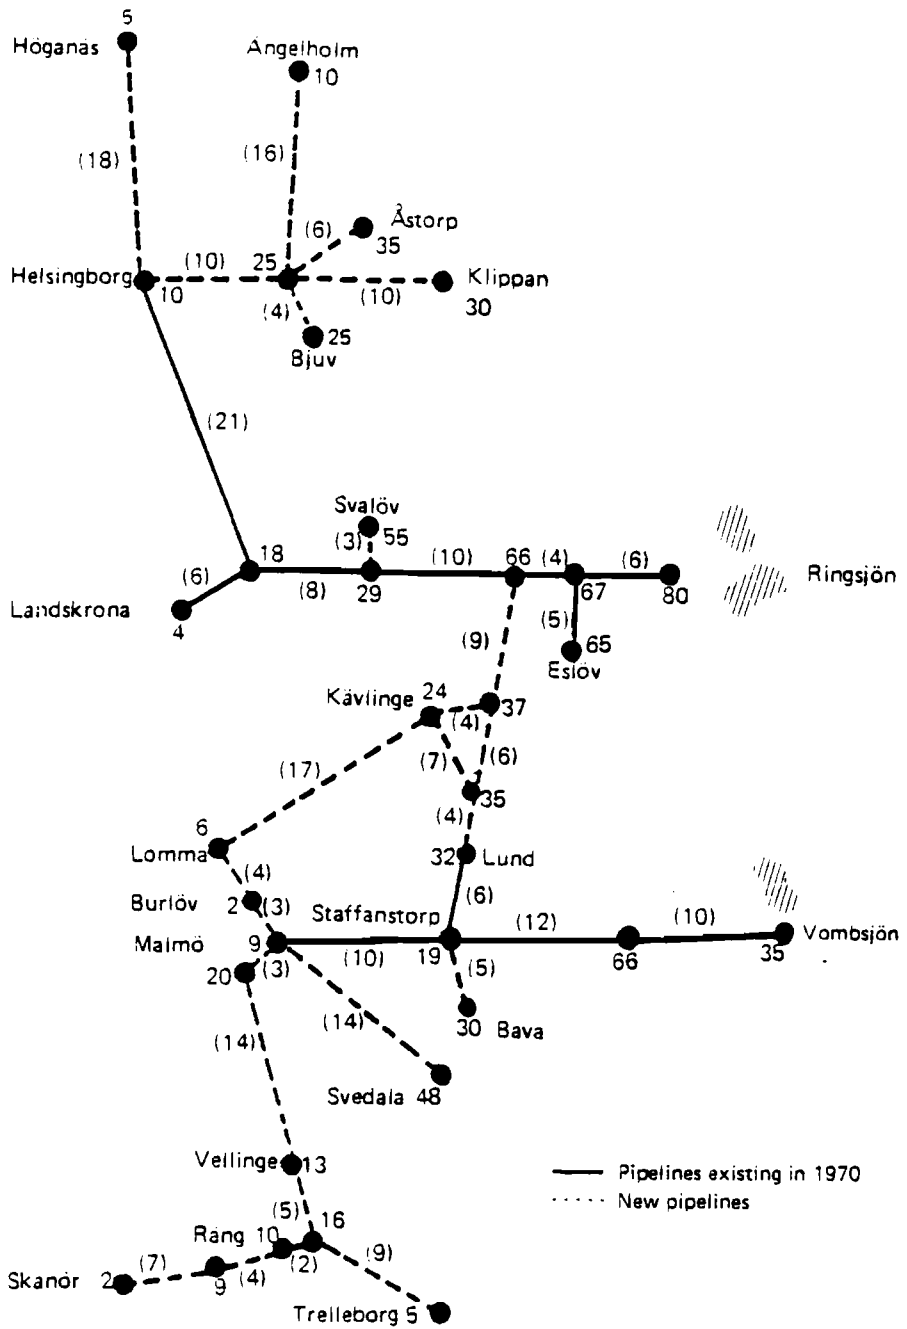 5
Höganäs
Ängelholm
10
(18)
(16)
Åstorp
(6)
35
Helsingborg
(10)
25
Klippan
10
(4)
(10)
30
25
Bjuv
(21)
Svalöv
(3)
55
18
(10)
66
(4)
(6)
Ringsjön
(6)
(8)
29
67
80
Landskrona
4
(5)
65
Eslöv
(9)
Kävlinge
24
(4)
37
(7)
(6)
(17)
35
(4)
6
Lomma
32
Lund
(4)
Burlöv
2
(3)
(6)
Staffanstorp
(12)
(10)
Vombsjön
Malmö
9
(10)
19
66
35
20
(3)
(5)
(14)
(14)
30
Bava
Svedala 48
Vellinge
13
Pipelines existing in 1970
New pipelines
(5)
16
Räng 10
(7)
(2)
(9)
Skanör
2
9
(4)
Trelleborg 5